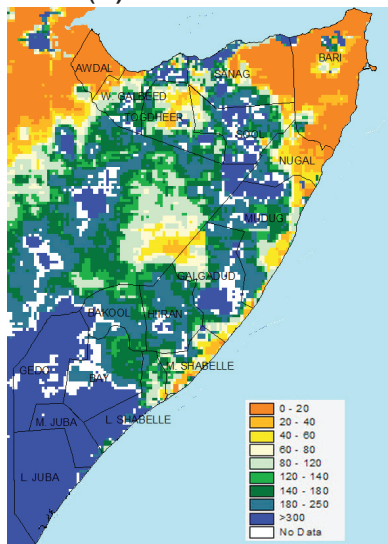 AWDAL
BARI
SANAG
W. GALBEED
TOGDHEER
SOOL
NUGAL
MUDUG
GALGADUD
BAKOOL
HIIRAN
GEDO
BAY
M. SHABELLE
M. JUBA
L. SHABELLE
L. JUBA
0 - 20
20 - 40
40 - 60
60 - 80
80 - 120
120 - 140
140 - 180
180 - 250
>300
No Data